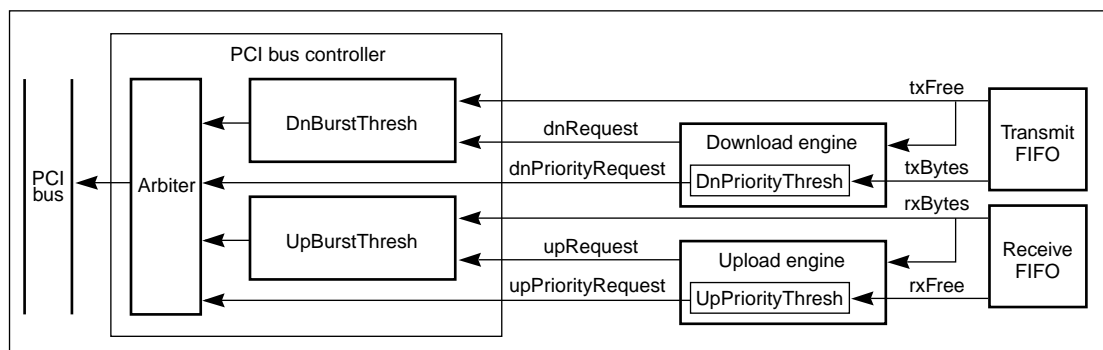 PCI bus controller
txFree
DnBurstThresh
dnRequest
Download engine
Transmit
FIFO
dnPriorityRequest
DnPriorityThresh
txBytes
PCI
bus
Arbiter
rxBytes
UpBurstThresh
upRequest
Upload engine
Receive
FIFO
upPriorityRequest
UpPriorityThresh
rxFree